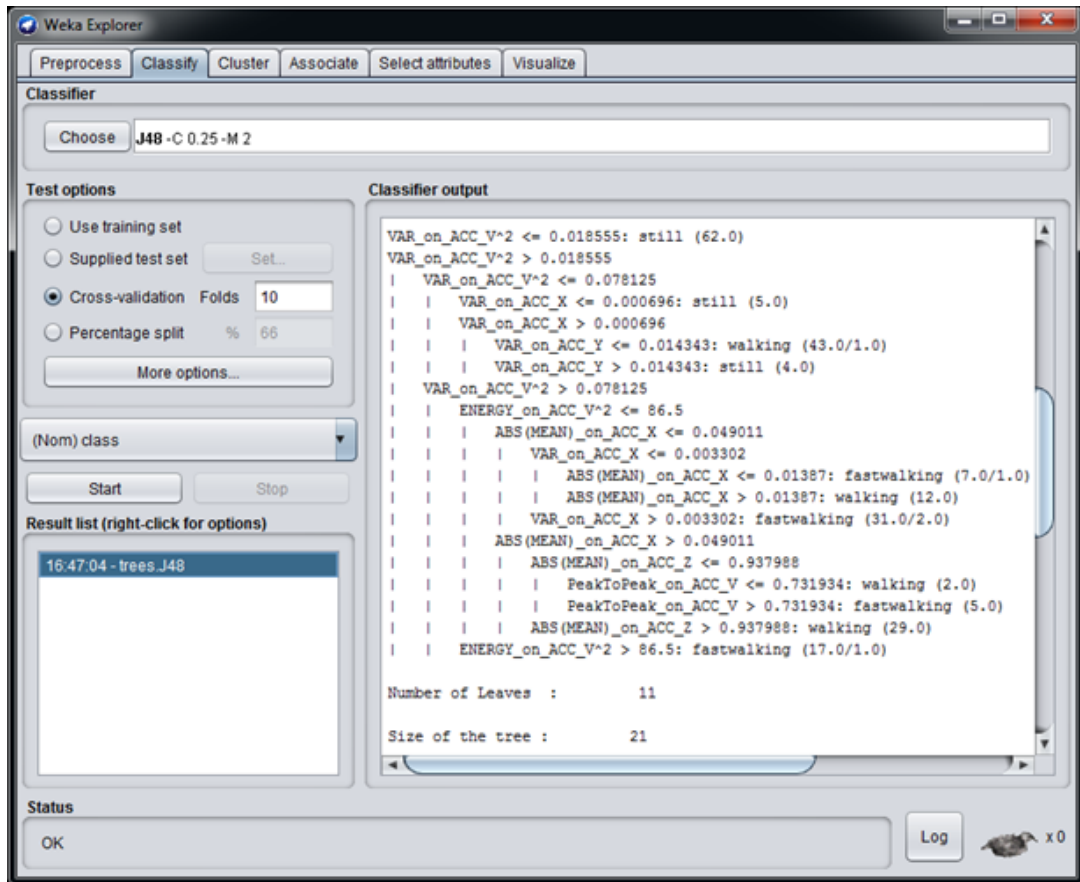 Weka Explorer
Preprocess Classify Cluster Associate Select attributes Visualize
Classifier
Choose J48 -C 0.25 -M 2
Test options
Use training set
Supplied test set Set...
Cross-validation Folds 10
Percentage split % 66
More options...
(Nom) class
Start Stop
Result list (right-click for options)
16:47:04 - trees.J48
Classifier output
VAR_on_ACC_V^2 <= 0.018555: still (62.0)
VAR_on_ACC_V^2 > 0.018555
|   VAR_on_ACC_V^2 <= 0.078125
|   |   VAR_on_ACC_X <= 0.000696: still (5.0)
|   |   VAR_on_ACC_X > 0.000696
|   |   |   VAR_on_ACC_Y <= 0.014343: walking (43.0/1.0)
|   |   |   VAR_on_ACC_Y > 0.014343: still (4.0)
|   VAR_on_ACC_V^2 > 0.078125
|   |   ENERGY_on_ACC_V^2 <= 86.5
|   |   |   ABS(MEAN)_on_ACC_X <= 0.049011
|   |   |   |   VAR_on_ACC_X <= 0.003302
|   |   |   |   |   ABS(MEAN)_on_ACC_X <= 0.01387: fastwalking (7.0/1.0)
|   |   |   |   |   ABS(MEAN)_on_ACC_X > 0.01387: walking (12.0)
|   |   |   |   VAR_on_ACC_X > 0.003302: fastwalking (31.0/2.0)
|   |   |   ABS(MEAN)_on_ACC_X > 0.049011
|   |   |   |   ABS(MEAN)_on_ACC_Z <= 0.937988
|   |   |   |   |   PeakToPeak_on_ACC_V <= 0.731934: walking (2.0)
|   |   |   |   |   PeakToPeak_on_ACC_V > 0.731934: fastwalking (5.0)
|   |   |   |   ABS(MEAN)_on_ACC_Z > 0.937988: walking (29.0)
|   |   ENERGY_on_ACC_V^2 > 86.5: fastwalking (17.0/1.0)
Number of Leaves  :     11
Size of the tree :     21
Status
OK
Log x 0